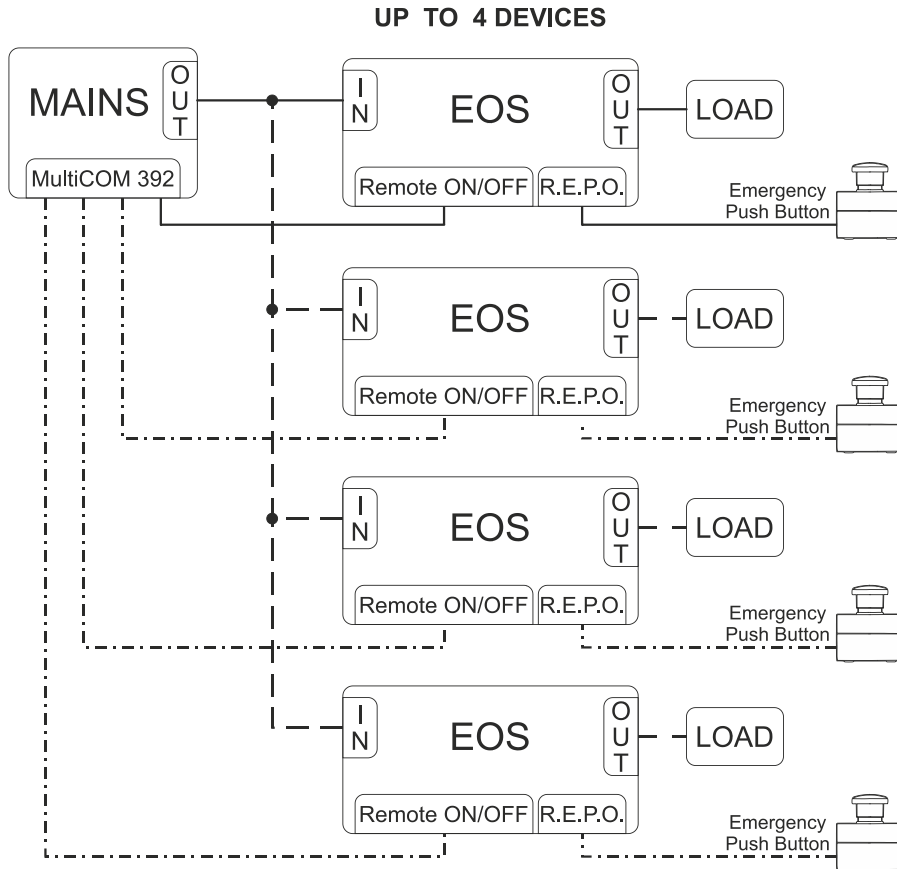 UP TO 4 DEVICES
MAINS
OUT
MultiCOM 392
IN
EOS
OUT
LOAD
Remote ON/OFF
R.E.P.O.
Emergency
Push Button
IN
EOS
OUT
LOAD
Remote ON/OFF
R.E.P.O.
Emergency
Push Button
IN
EOS
OUT
LOAD
Remote ON/OFF
R.E.P.O.
Emergency
Push Button
IN
EOS
OUT
LOAD
Remote ON/OFF
R.E.P.O.
Emergency
Push Button